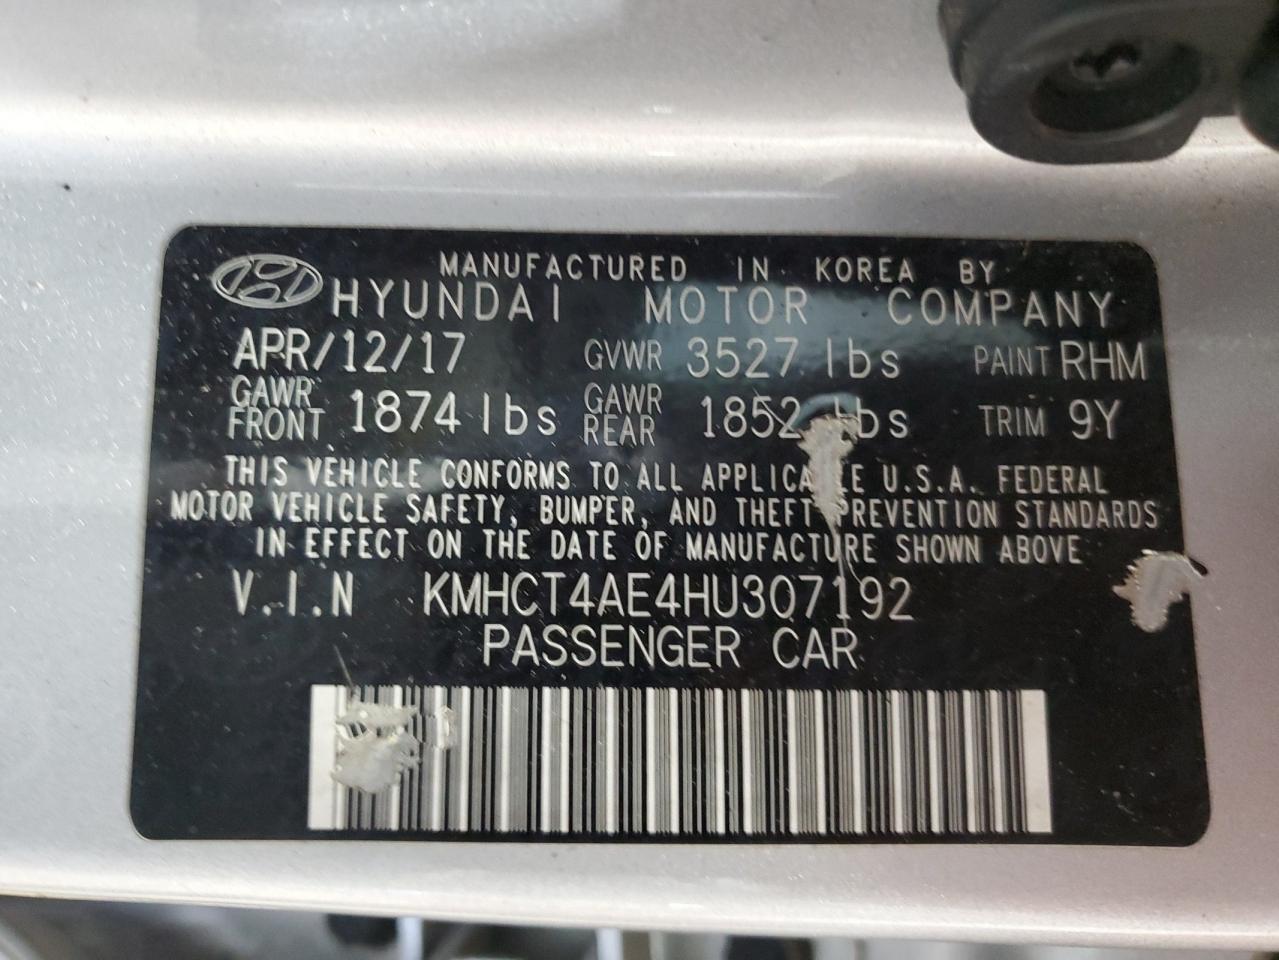 MANUFACTURED IN KOREA BY
HYUNDAI MOTOR COMPANY
APR/12/17 GVWR 3527 lbs PAINT RHM
GAWR FRONT 1874 lbs GAWR REAR 1852 lbs TRIM 9Y
THIS VEHICLE CONFORMS TO ALL U.S.A. FEDERAL
MOTOR VEHICLE SAFETY, BUMPER, AND THEFT PREVENTION STANDARDS
IN EFFECT ON THE DATE OF MANUFACTURE SHOWN ABOVE
V.I.N KMHCT4AE4HU307192
PASSENGER CAR